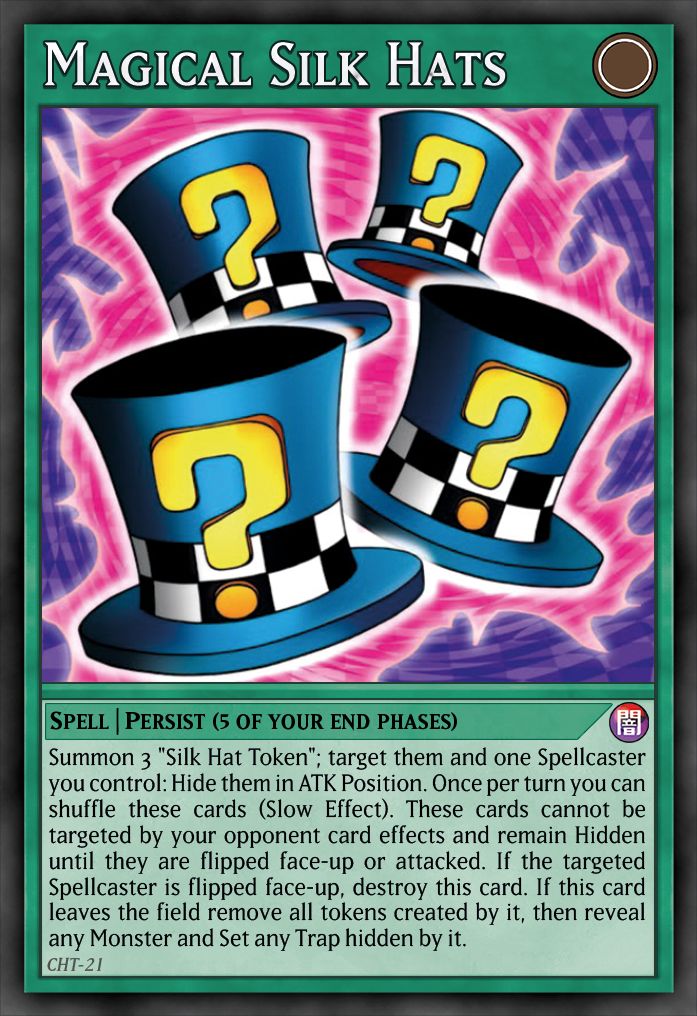 MAGICAL SILK HATS
?
?
?
?
SPELL | PERSIST (5 OF YOUR END PHASES)
闇
Summon 3 "Silk Hat Token"; target them and one Spellcaster
you control: Hide them in ATK Position. Once per turn you can
shuffle these cards (Slow Effect). These cards cannot be
targeted by your opponent card effects and remain Hidden
until they are flipped face-up or attacked. If the targeted
Spellcaster is flipped face-up, destroy this card. If this card
leaves the field remove all tokens created by it, then reveal
any Monster and Set any Trap hidden by it.
CHT-21